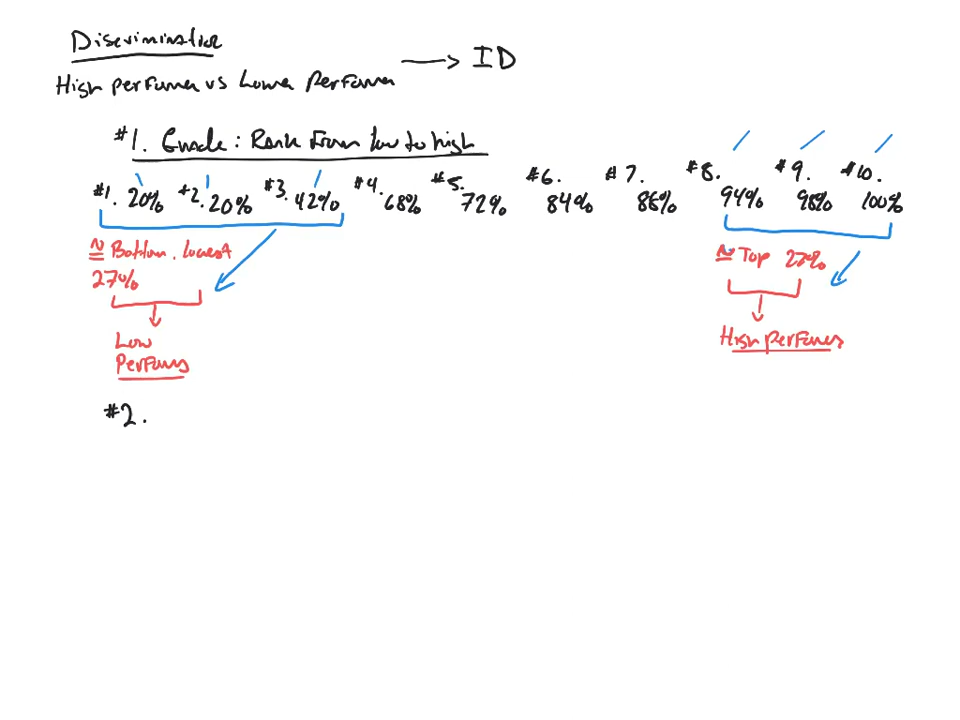 Discrimination
High performer vs Lower Performer → ID
#1. Grade: Rank from low to high
#1. 20% #2. 20% #3. 42% #4. 68% #5. 72% #6. 84% #7. 86% #8. 94% #9. 98% #10. 100%
≅ Bottom. lowest
27%
≅ Top 27%
Low
Performers
High performers
#2.